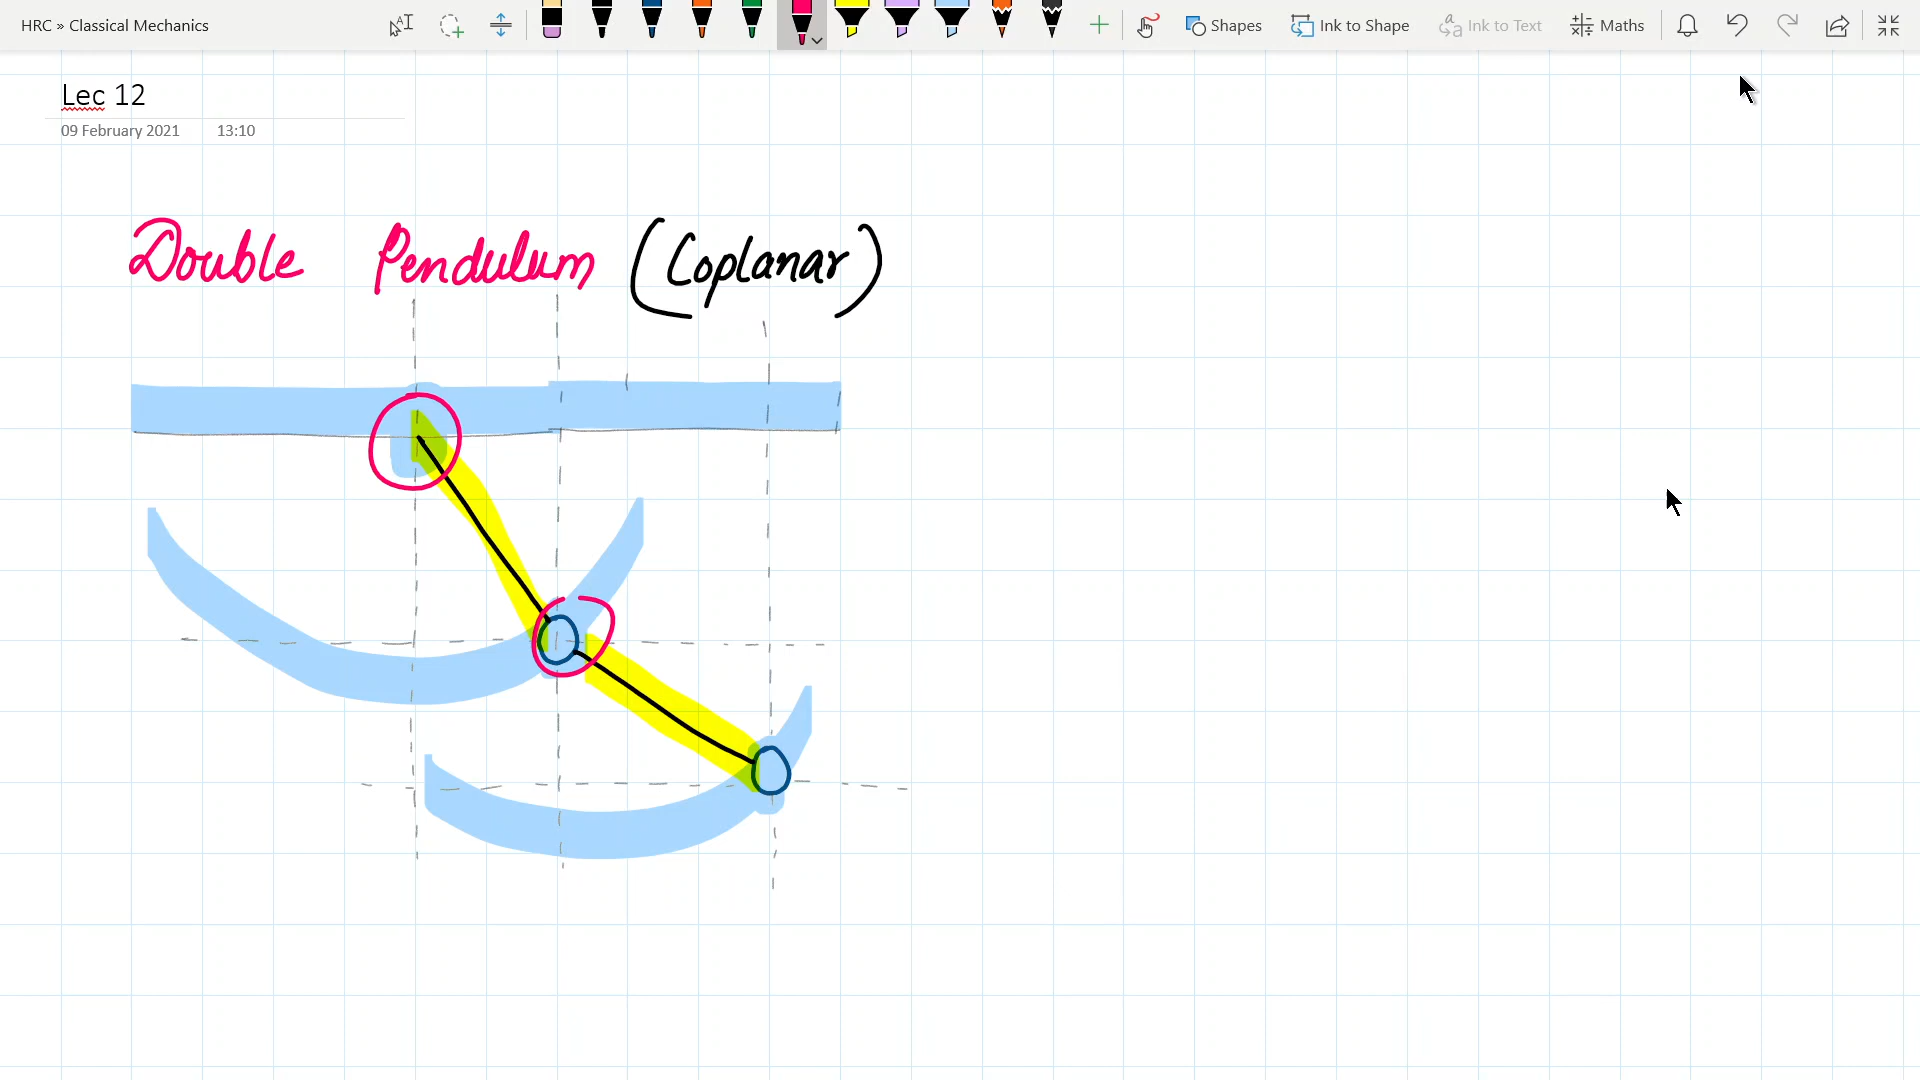 HRC » Classical Mechanics
Shapes
Ink to Shape
Ink to Text
Maths
Lec 12
09 February 2021 13:10
Double Pendulum (Coplanar)